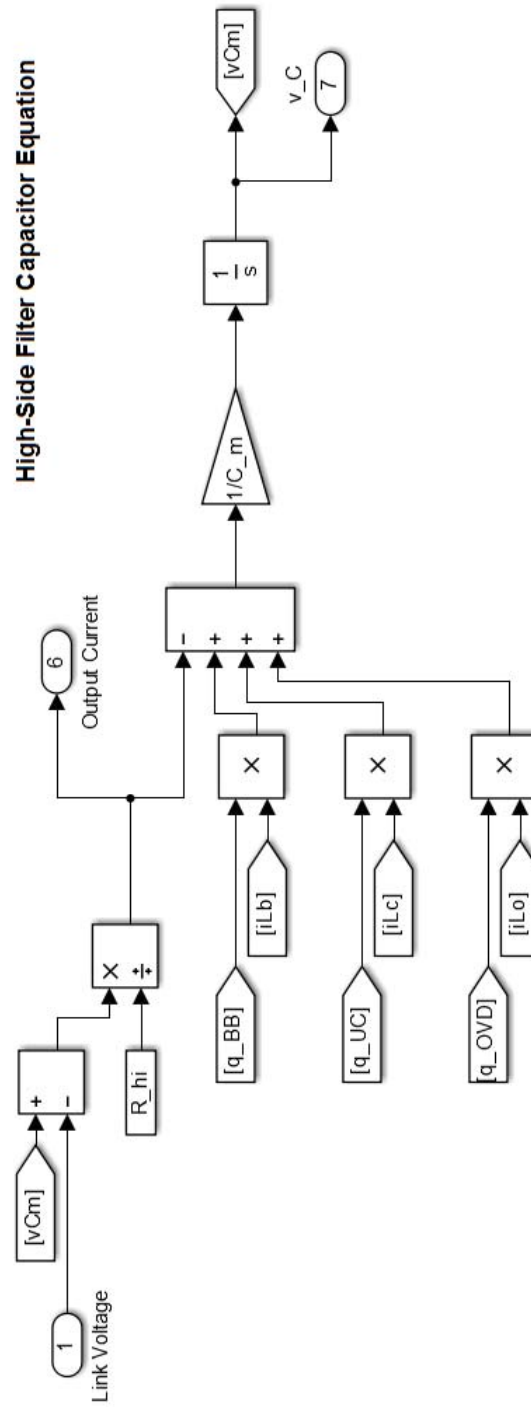 High-Side Filter Capacitor Equation
1
Link Voltage
[vCm]
+
−
R_hi
×
÷
6
Output Current
[q_BB]
[iLb]
×
[q_UC]
[iLc]
×
[q_OVD]
[iLo]
×
−
+
+
+
1/C_m
1
s
[vCm]
v_C
7